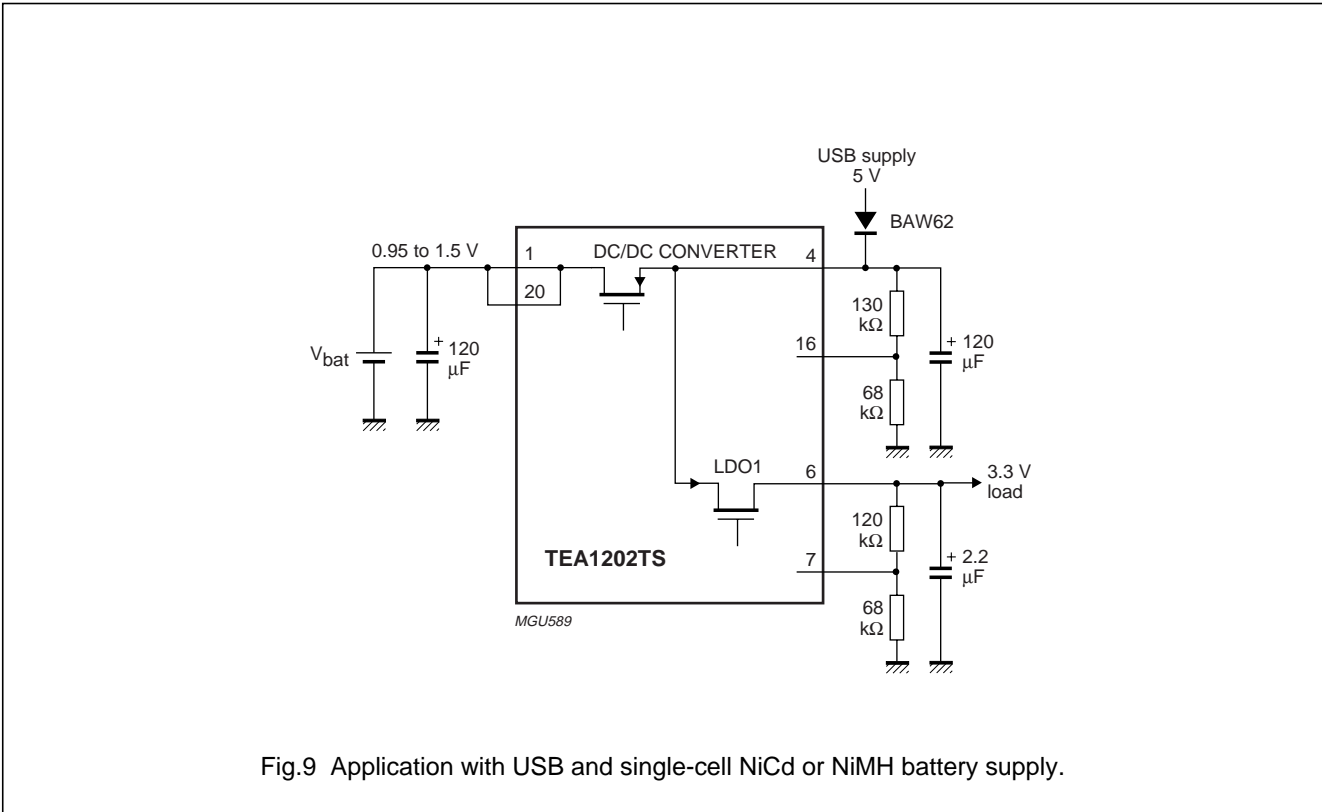 USB supply
5 V
BAW62
0.95 to 1.5 V
1
DC/DC CONVERTER
4
20
130
kΩ
16
+ 120
μF
V_bat
+ 120
μF
68
kΩ
LDO1
6
3.3 V
load
120
kΩ
TEA1202TS
7
+ 2.2
μF
68
kΩ
MGU589
Fig.9 Application with USB and single-cell NiCd or NiMH battery supply.